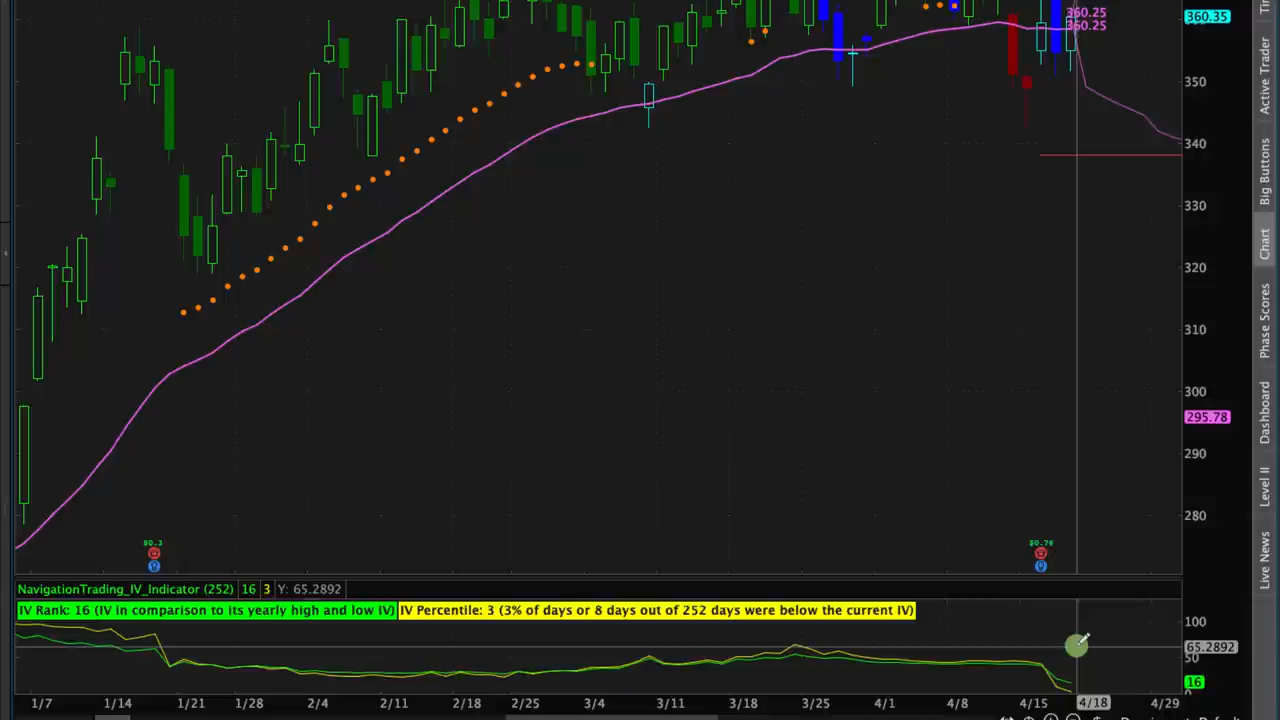 360.25
360.25
360.35
350
340
330
320
310
300
295.78
290
280
Active Trader
Big Buttons
Chart
Phase Scores
Dashboard
Level II
Live News
$0.3
$0.76
NavigationTrading_IV_Indicator (252) 16 3 Y: 65.2892
IV Rank: 16 (IV in comparison to its yearly high and low IV) IV Percentile: 3 (3% of days or 8 days out of 252 days were below the current IV)
100
65.2892
50
16
0
1/7 1/14 1/21 1/28 2/4 2/11 2/18 2/25 3/4 3/11 3/18 3/25 4/1 4/8 4/15 4/18 4/29